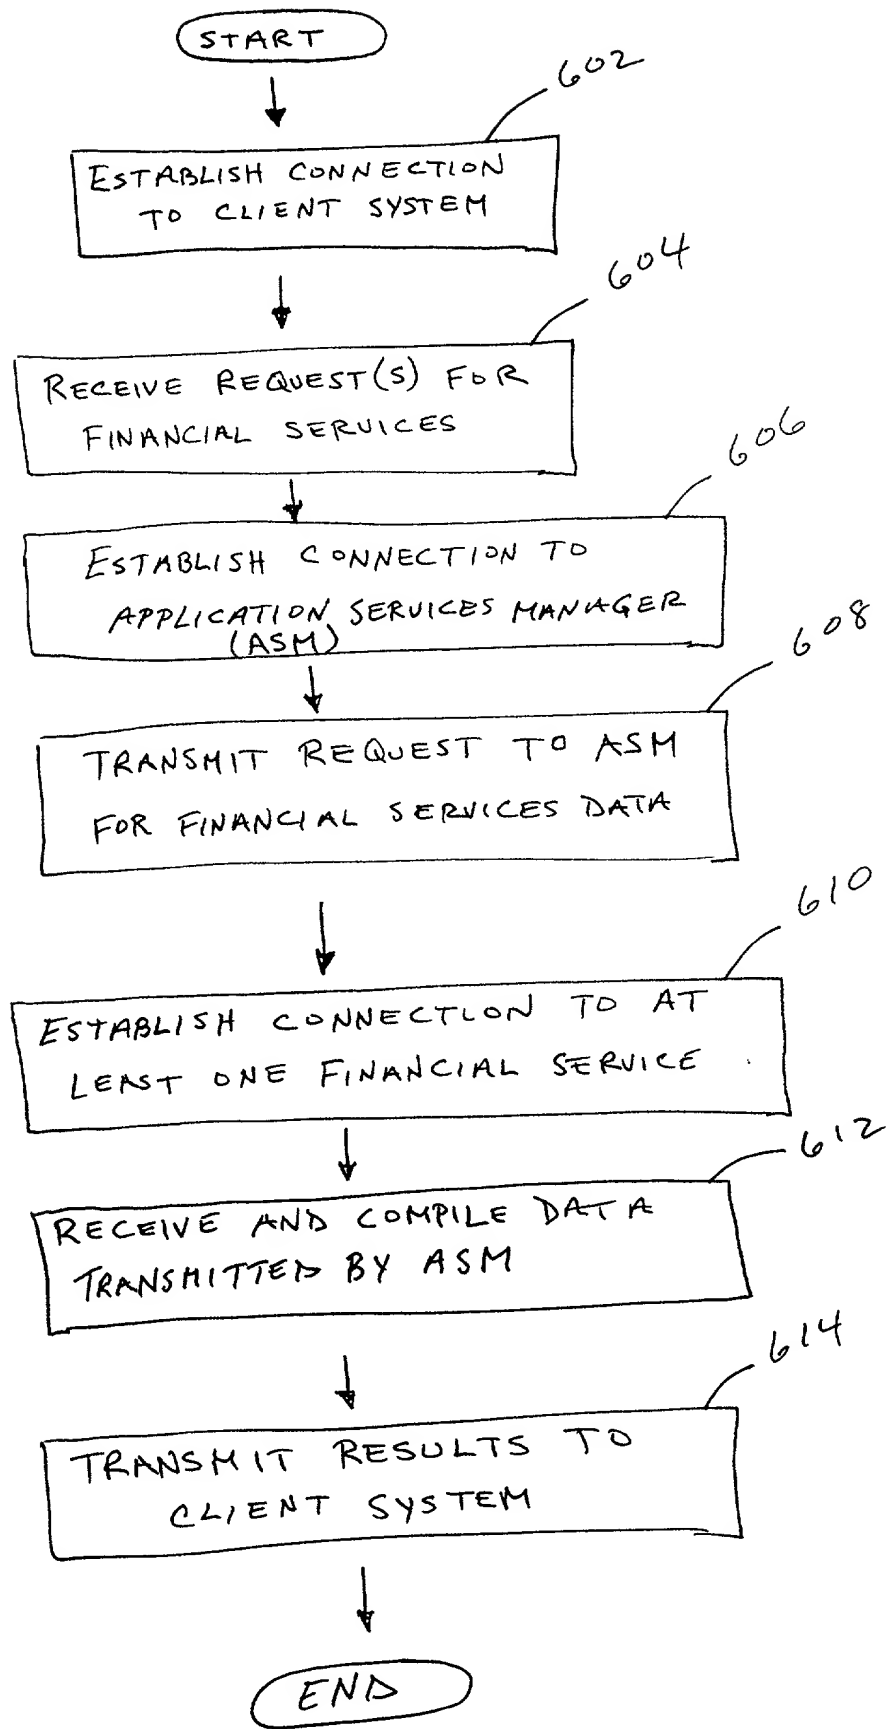 START
602
ESTABLISH CONNECTION
TO CLIENT SYSTEM
604
RECEIVE REQUEST(S) FOR
FINANCIAL SERVICES
606
ESTABLISH CONNECTION TO
APPLICATION SERVICES MANAGER
(ASM)
608
TRANSMIT REQUEST TO ASM
FOR FINANCIAL SERVICES DATA
610
ESTABLISH CONNECTION TO AT
LEAST ONE FINANCIAL SERVICE
612
RECEIVE AND COMPILE DATA
TRANSMITTED BY ASM
614
TRANSMIT RESULTS TO
CLIENT SYSTEM
END